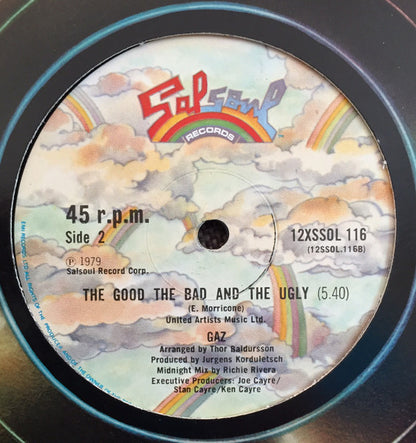 Salsoul
RECORDS
45 r.p.m.
Side 2
12XSSOL 116
(12SSOL.116B)
Ⓟ 1979
Salsoul Record Corp.
THE GOOD THE BAD AND THE UGLY (5.40)
(E. Morricone)
United Artists Music Ltd.
GAZ
Arranged by Thor Baldursson
Produced by Jurgens Korduletsch
Midnight Mix by Richie Rivera
Executive Producers: Joe Cayre/
Stan Cayre/Ken Cayre